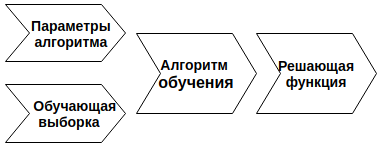 Параметры
алгоритма
Обучающая
выборка
Алгоритм
обучения
Решающая
функция